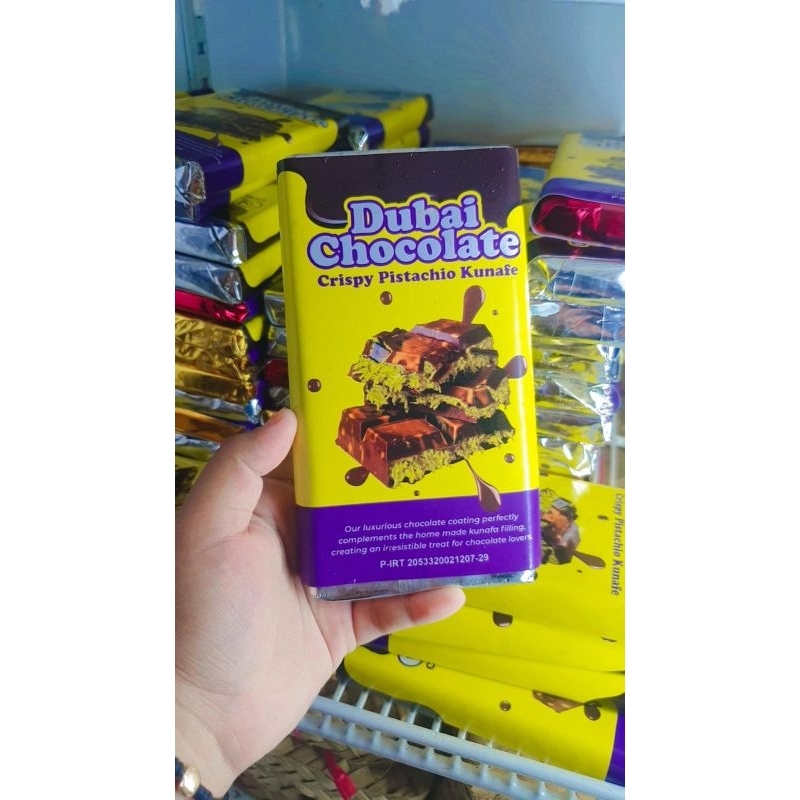 Dubai
Chocolate
Crispy Pistachio Kunafe
Our luxurious chocolate coating perfectly
complements the home made kunafa filling,
creating an irresistible treat for chocolate lovers
P-IRT 2053320021207-29
Crispy Pistachio Kunafe